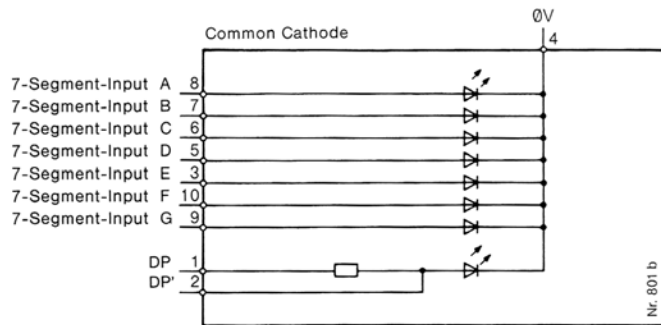 0V
Common Cathode
4
7-Segment-Input A 8
7-Segment-Input B 7
7-Segment-Input C 6
7-Segment-Input D 5
7-Segment-Input E 3
7-Segment-Input F 10
7-Segment-Input G 9
DP 1
DP' 2
Nr. 801 b